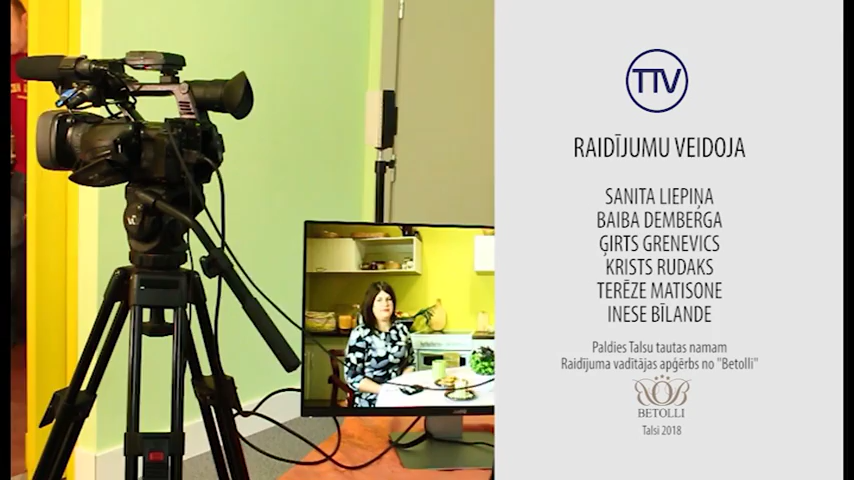 TTV
RAIDĪJUMU VEIDOJA
SANITA LIEPIŅA
BAIBA DEMBERGA
ĢIRTS GRENEVICS
KRISTS RUDAKS
TERĒZE MATISONE
INESE BĪLANDE
Paldies Talsu tautas namam
Raidījuma vadītājas apģērbs no "Betolli"
BETOLLI
Talsi 2018